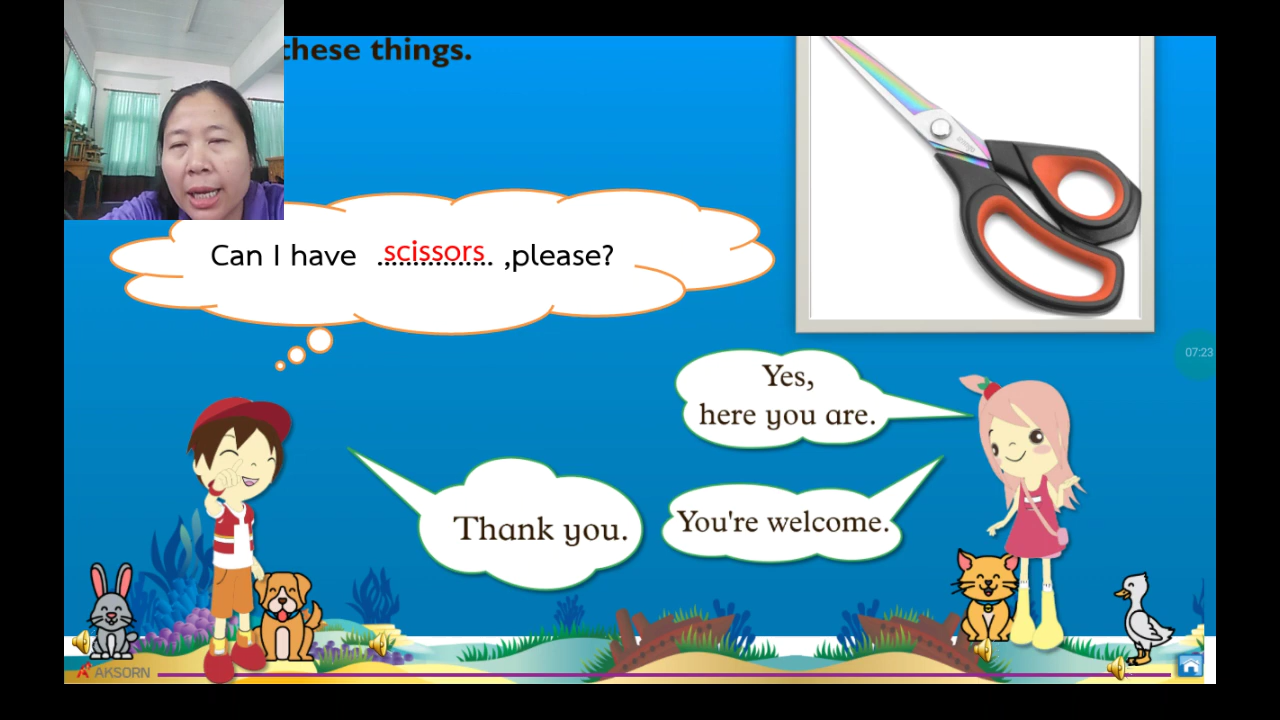 these things.
Can I have scissors ,please?
07:23
Yes,
here you are.
Thank you.
You're welcome.
AKSORN